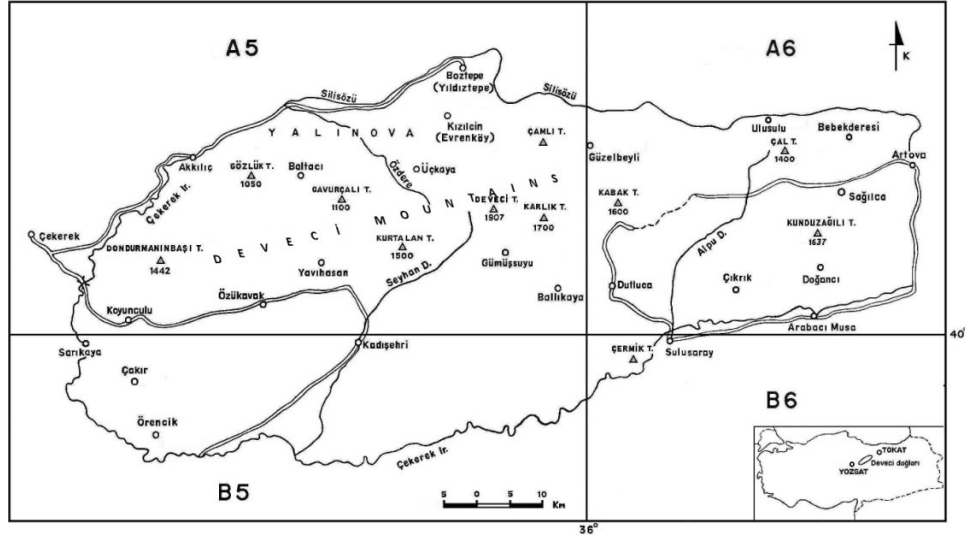 A5
A6
K
Boztepe
(Yıldıztepe)
Silisözü
Silisözü
YALINOVA
Kızılcin
(Evrenköy)
ÇAMLI T.
Ulusulu
Bebekderesi
ÇAL T.
1400
Güzelbeyli
Artova
Akkılıç
GÖZLÜK T.
1050
Baltacı
Özdere
Üçkaya
GAVURÇALI T.
1100
DEVECİ MOUNTAINS
DEVECİ T.
1907
KARLIK T.
1700
KABAK T.
1600
Sağılca
Çekerek Ir.
Çekerek
DONDURMANINBAŞI T.
1442
KURTALAN T.
1500
KUNDUZAĞILI T.
1637
Alpu D.
Yavıhasan
Seyhan D.
Gümüşsuyu
Ballıkaya
Dutluca
Çıkrık
Doğancı
Koyunculu
Özükavak
Arabacı Musa
40°
Sarıkaya
Kadışehri
Sulusaray
ÇERMİK T.
Çakır
Örencik
Çekerek Ir.
B6
B5
5 0 5 10
Km
TOKAT
Deveci doğları
YOZGAT
36°